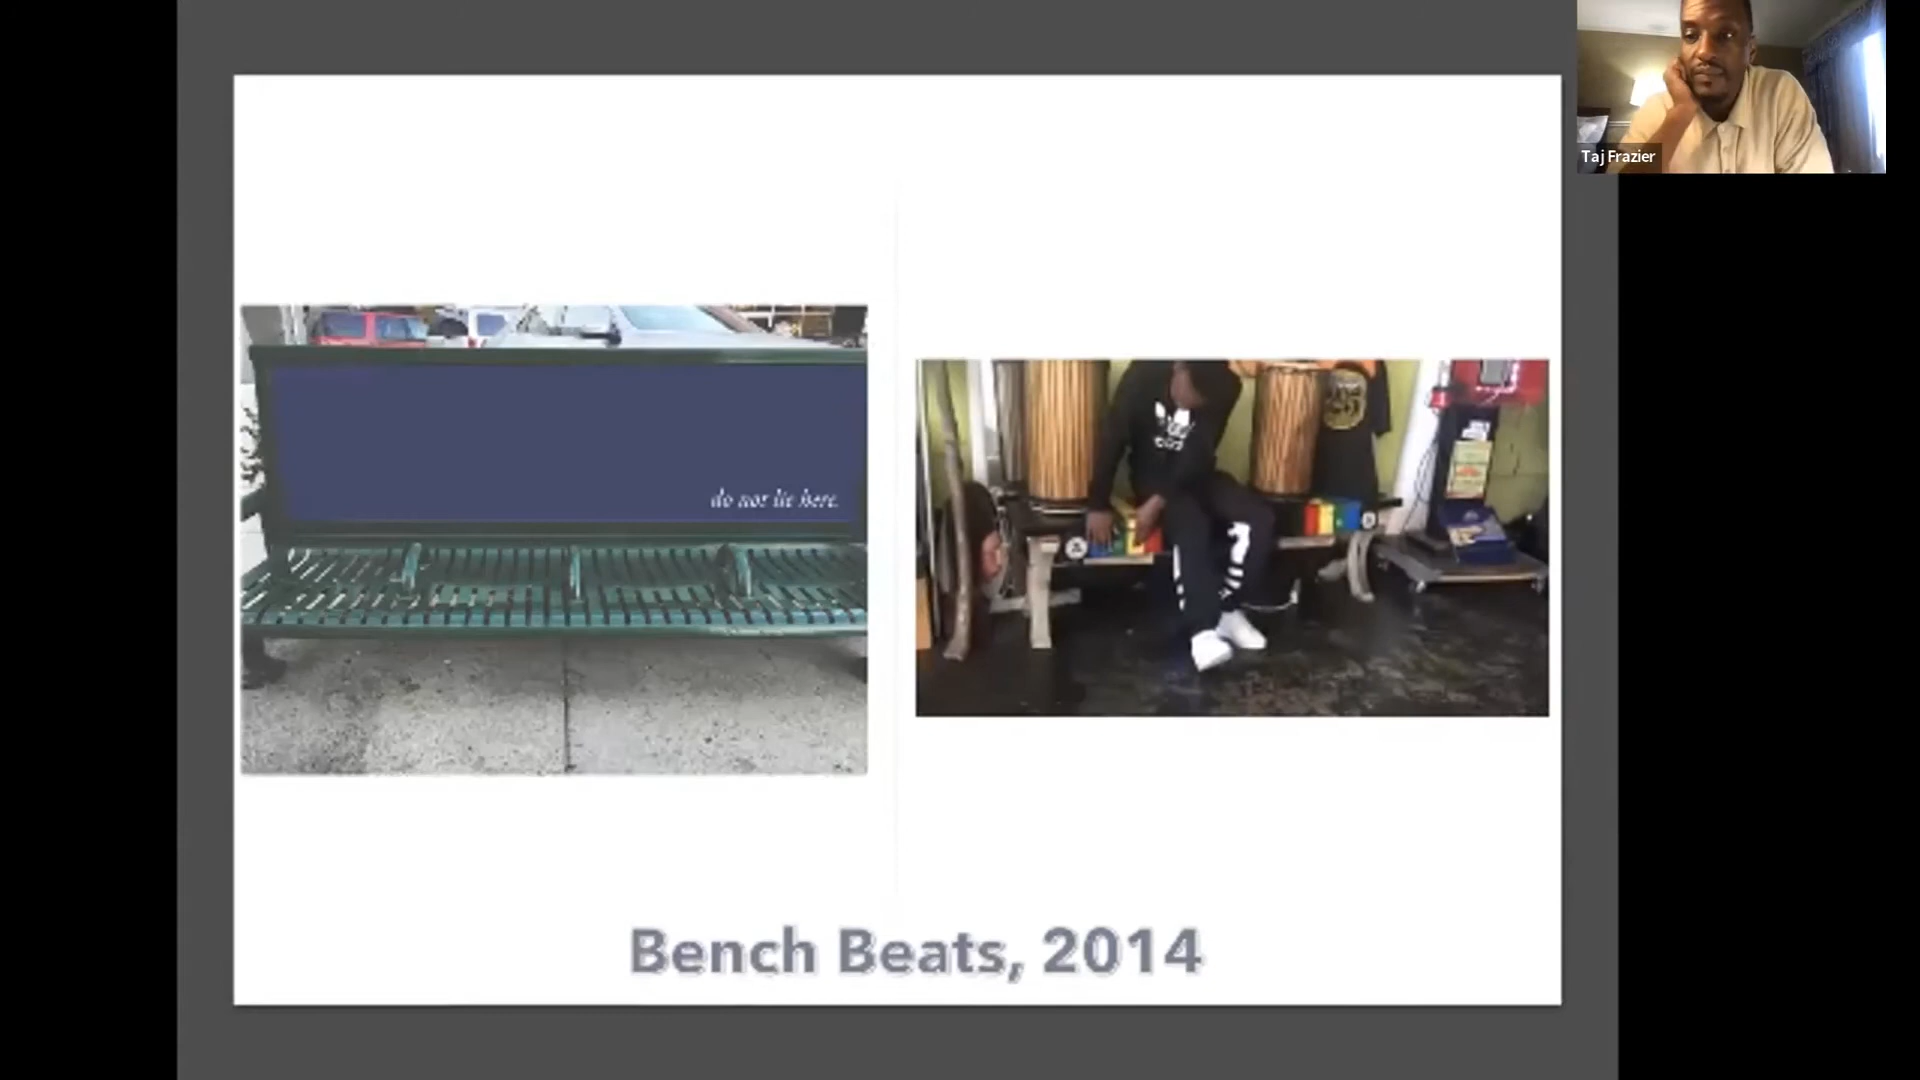 Taj Frazier
do not lie here.
Bench Beats, 2014